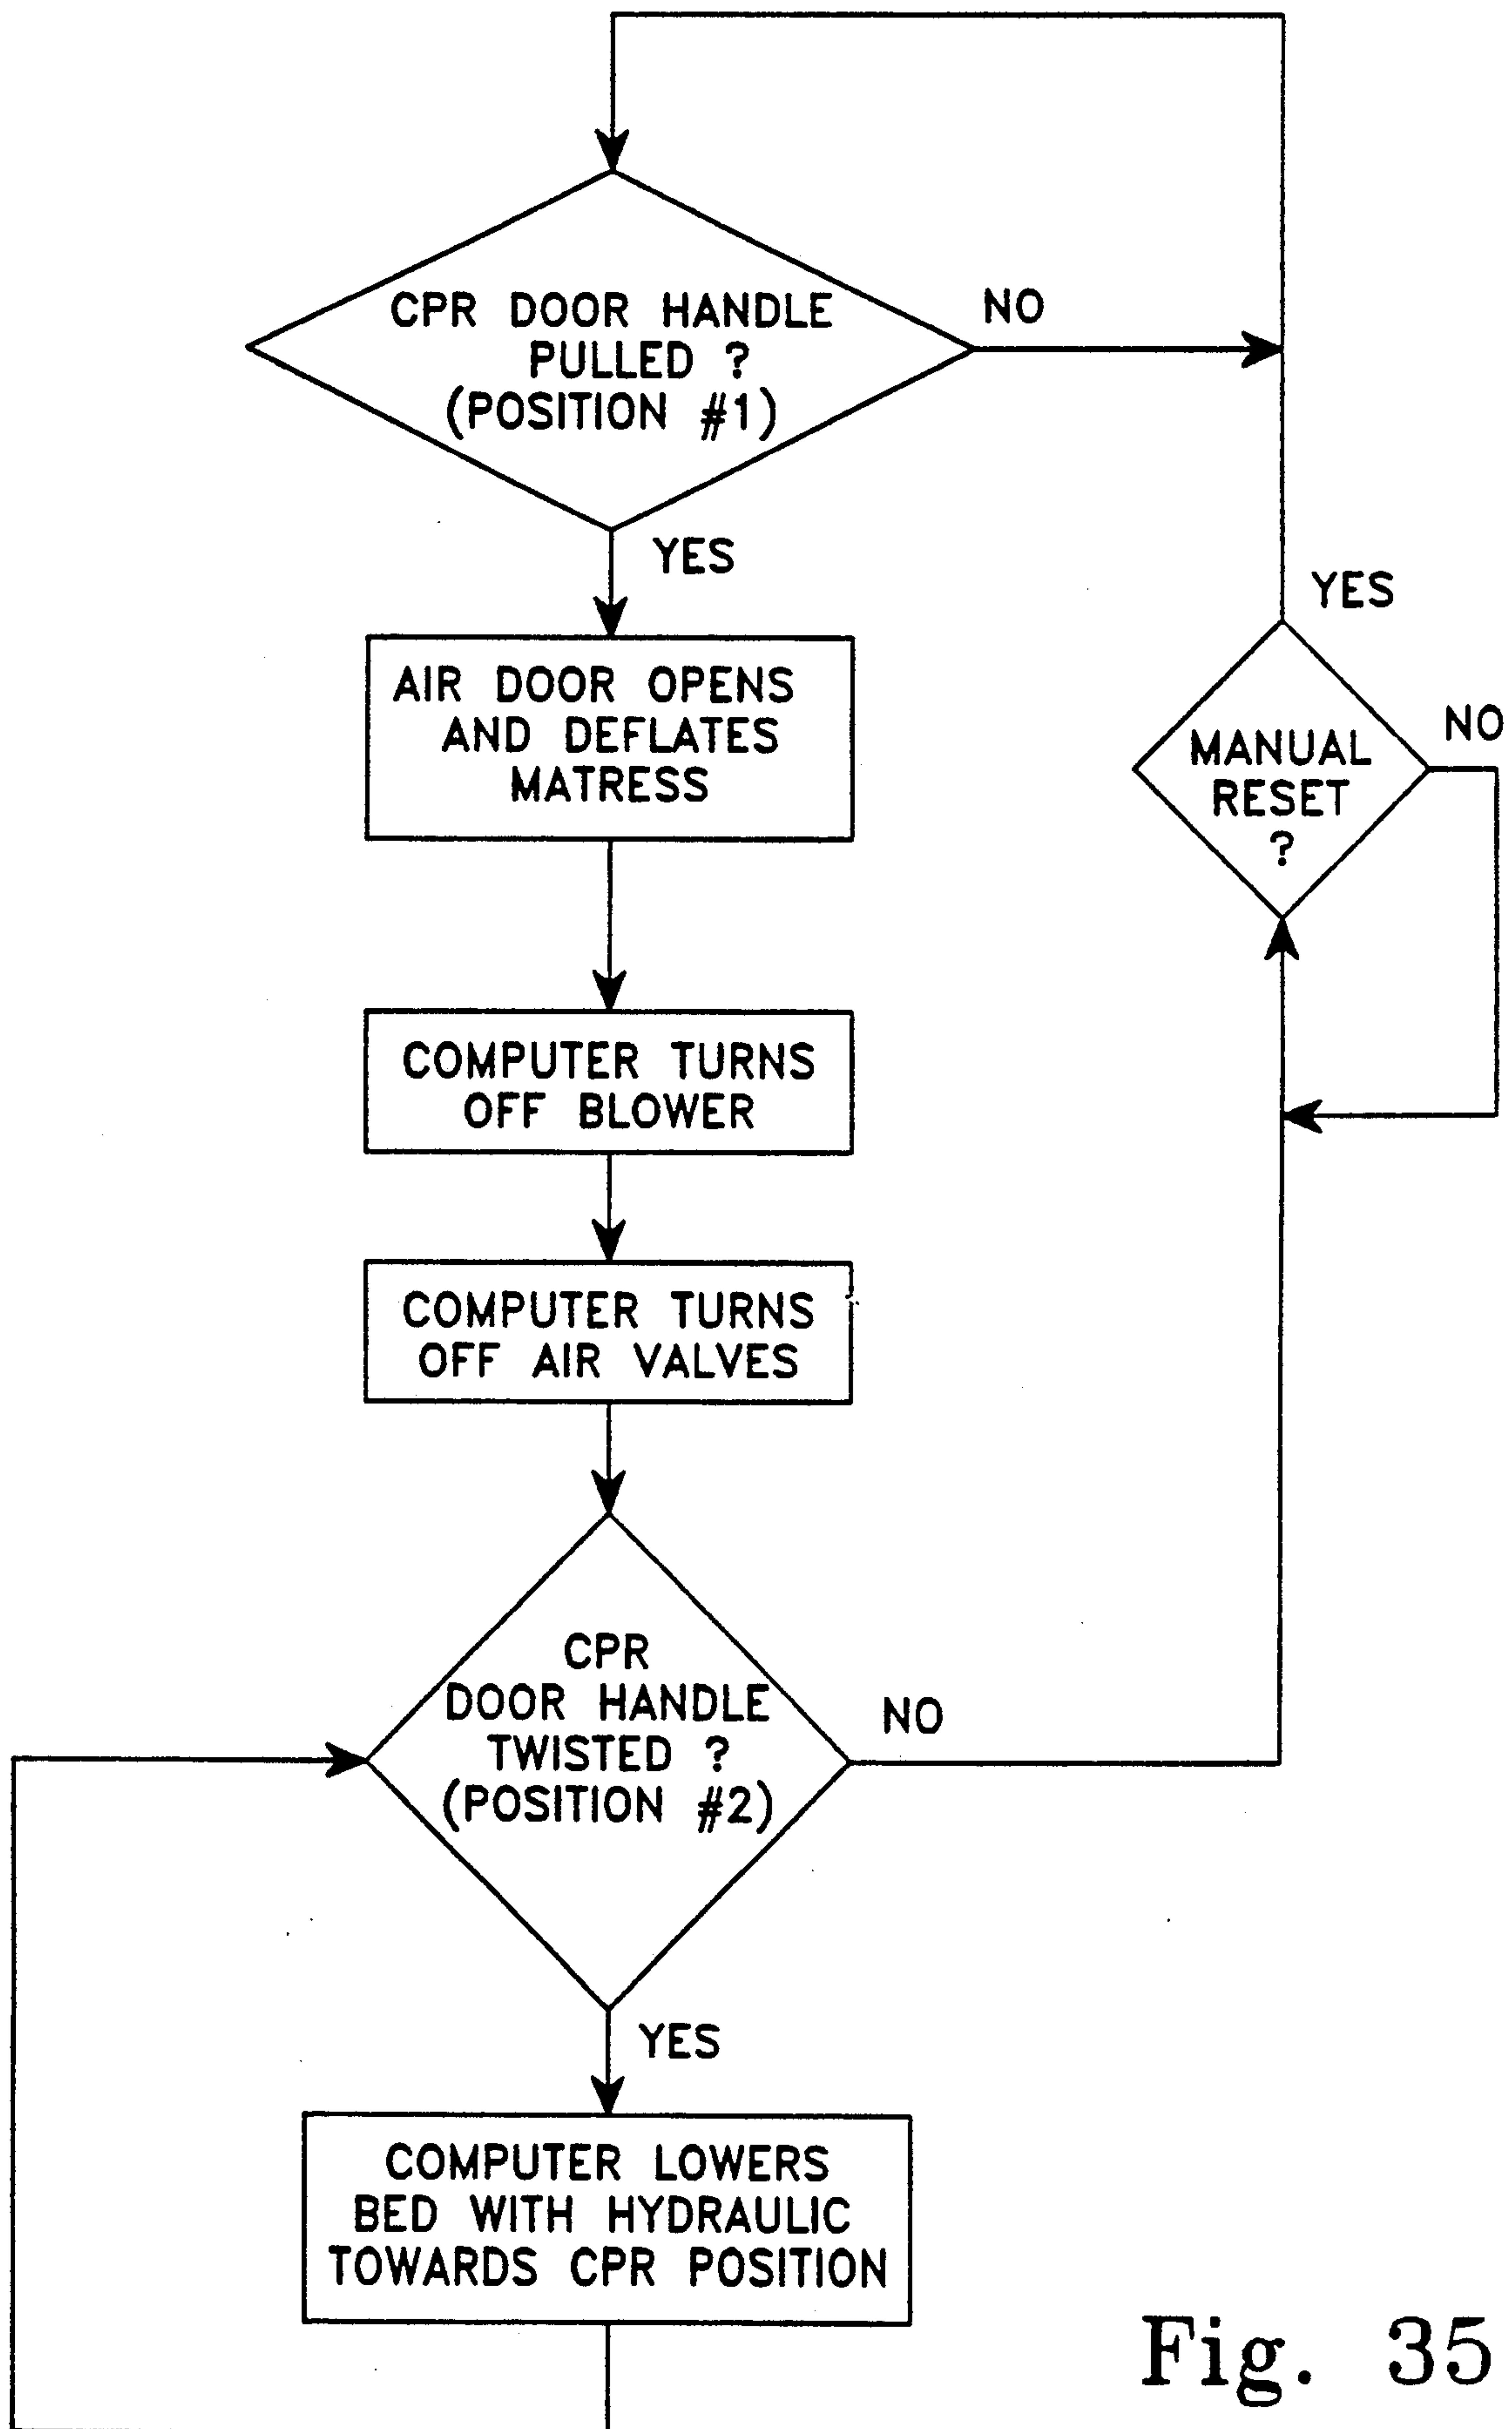 CPR DOOR HANDLE
PULLED ?
(POSITION #1)
NO
YES
AIR DOOR OPENS
AND DEFLATES
MATRESS
YES
MANUAL
RESET
?
NO
COMPUTER TURNS
OFF BLOWER
COMPUTER TURNS
OFF AIR VALVES
CPR
DOOR HANDLE
TWISTED ?
(POSITION #2)
NO
YES
COMPUTER LOWERS
BED WITH HYDRAULIC
TOWARDS CPR POSITION
Fig. 35